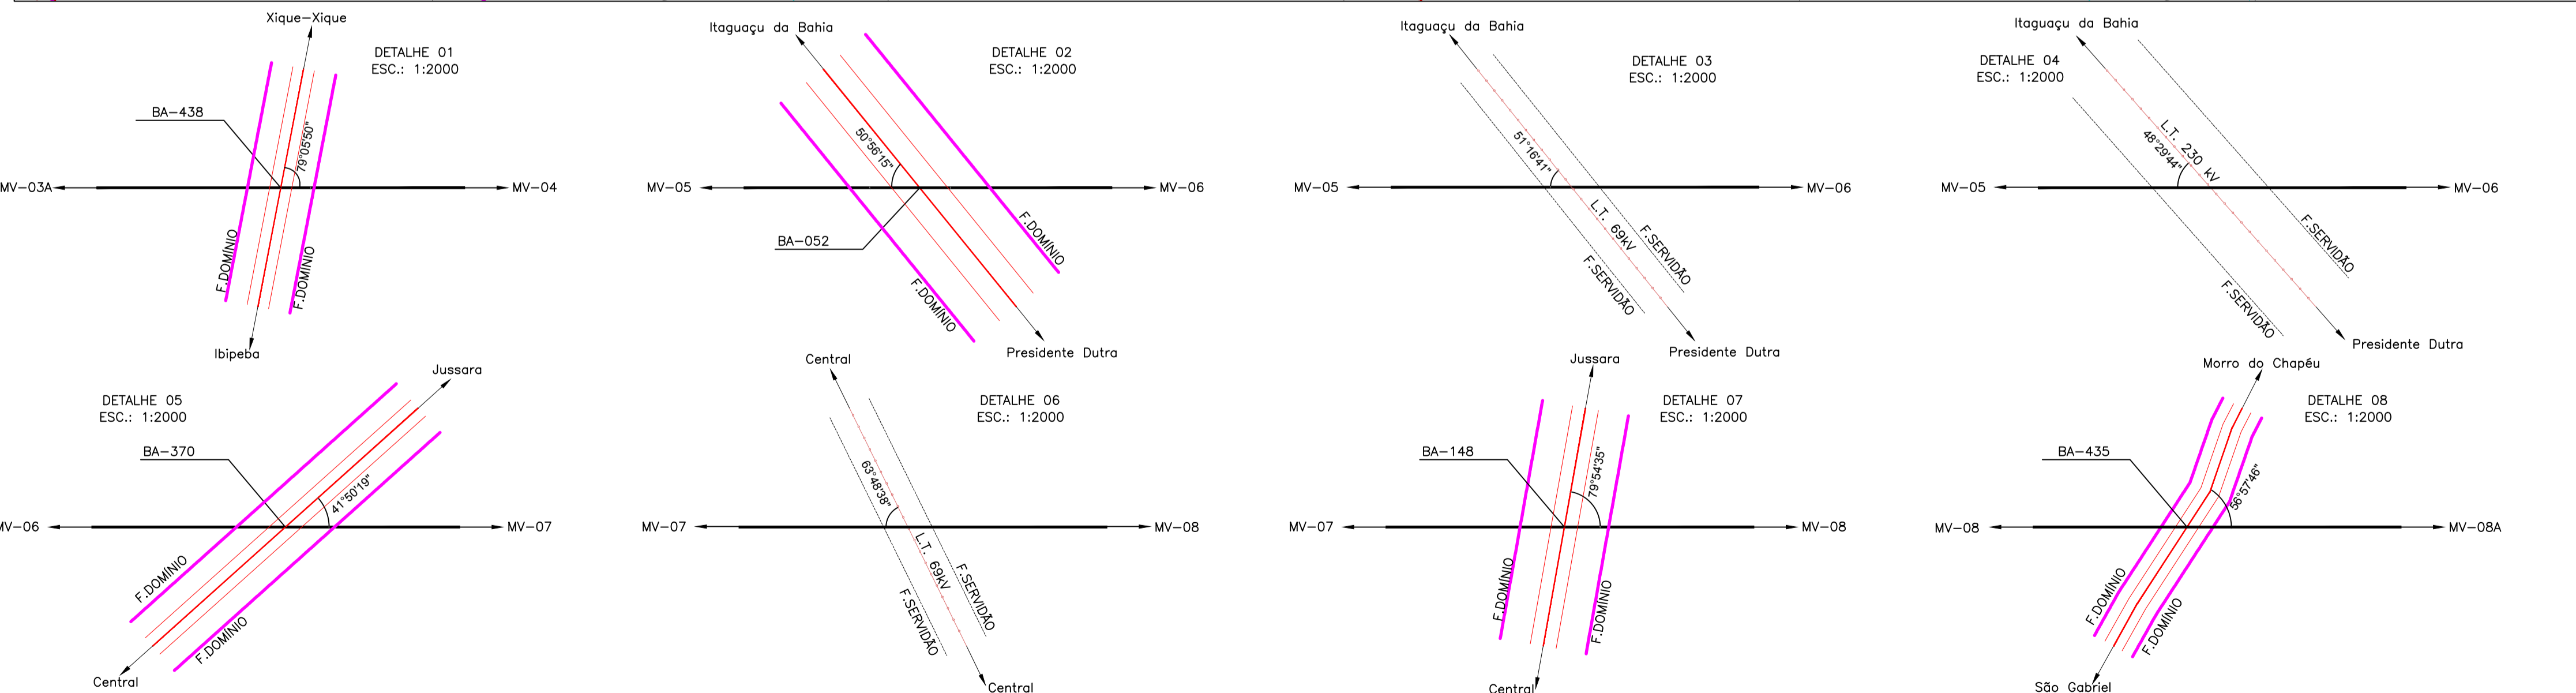 Xique-Xique
DETALHE 01
ESC.: 1:2000
BA-438
79°05'50"
MV-03A
MV-04
F.DOMÍNIO
F.DOMÍNIO
Ibipeba
Itaguaçu da Bahia
DETALHE 02
ESC.: 1:2000
50°56'15"
MV-05
MV-06
BA-052
F.DOMÍNIO
F.DOMÍNIO
Presidente Dutra
Itaguaçu da Bahia
DETALHE 03
ESC.: 1:2000
51°16'41"
MV-05
MV-06
L.T. 69kV
F.SERVIDÃO
F.SERVIDÃO
Presidente Dutra
Itaguaçu da Bahia
DETALHE 04
ESC.: 1:2000
L.T. 230 kV
48°29'44"
MV-05
MV-06
F.SERVIDÃO
F.SERVIDÃO
Presidente Dutra
Jussara
DETALHE 05
ESC.: 1:2000
BA-370
41°50'19"
MV-06
MV-07
F.DOMÍNIO
F.DOMÍNIO
Central
Central
DETALHE 06
ESC.: 1:2000
63°48'38"
MV-07
MV-08
L.T. 69kV
F.SERVIDÃO
F.SERVIDÃO
Central
Jussara
DETALHE 07
ESC.: 1:2000
BA-148
79°54'35"
MV-07
MV-08
F.DOMÍNIO
F.DOMÍNIO
Central
Morro do Chapéu
DETALHE 08
ESC.: 1:2000
BA-435
56°57'46"
MV-08
MV-08A
F.DOMÍNIO
F.DOMÍNIO
São Gabriel